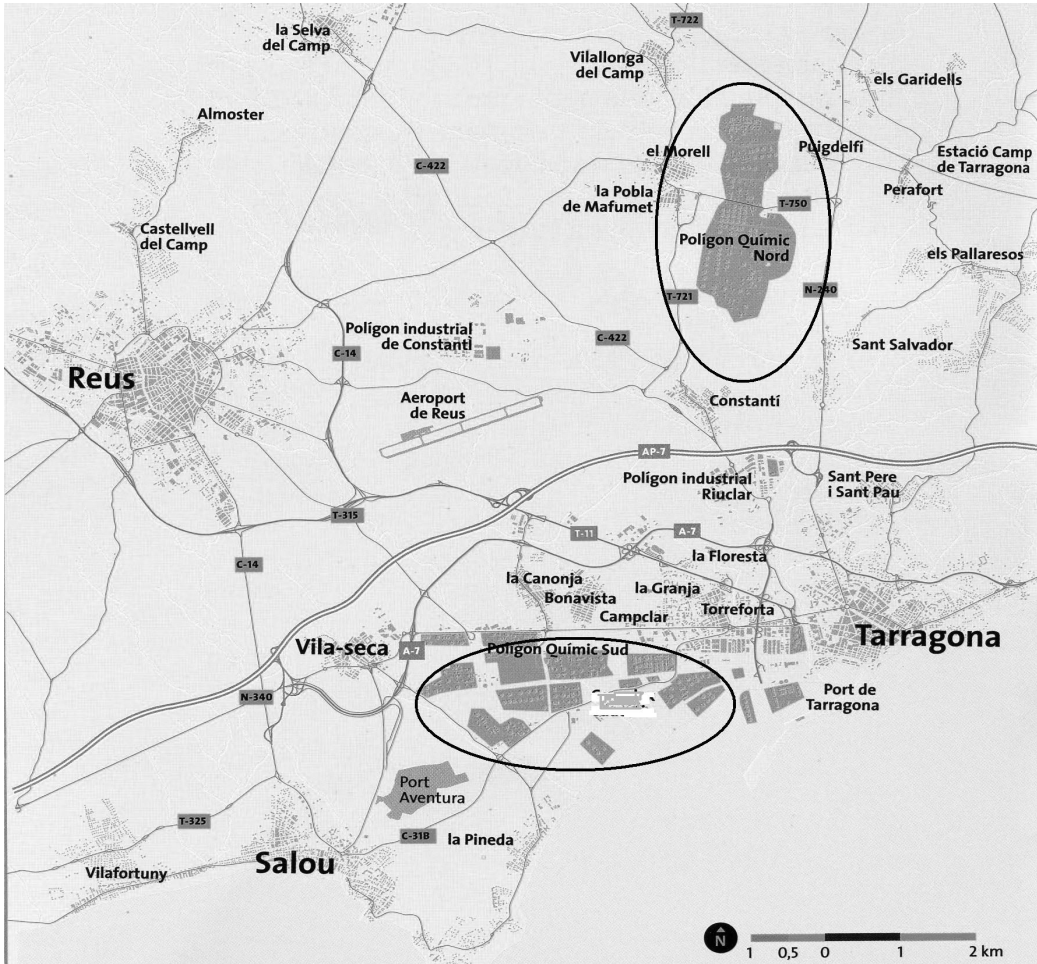 T-722
la Selva
del Camp
Vilallonga
del Camp
els Garidells
Almoster
el Morell
Puigdelfí
Estació Camp
de Tarragona
C-422
la Pobla
de Mafumet
Perafort
T-750
Castellvell
del Camp
Polígon Químic
Nord
els Pallaresos
T-721
N-240
Polígon industrial
de Constantí
C-422
Sant Salvador
C-14
Reus
Aeroport
de Reus
Constantí
AP-7
Polígon industrial
Riuclar
Sant Pere
i Sant Pau
T-315
T-11
A-7
la Floresta
C-14
la Canonja
Bonavista
la Granja
Campclar
Torreforta
Tarragona
Vila-seca
A-7
Polígon Químic Sud
N-340
Port de
Tarragona
Port
Aventura
T-325
C-31B
la Pineda
Salou
Vilafortuny
N
1 0,5 0 1 2 km